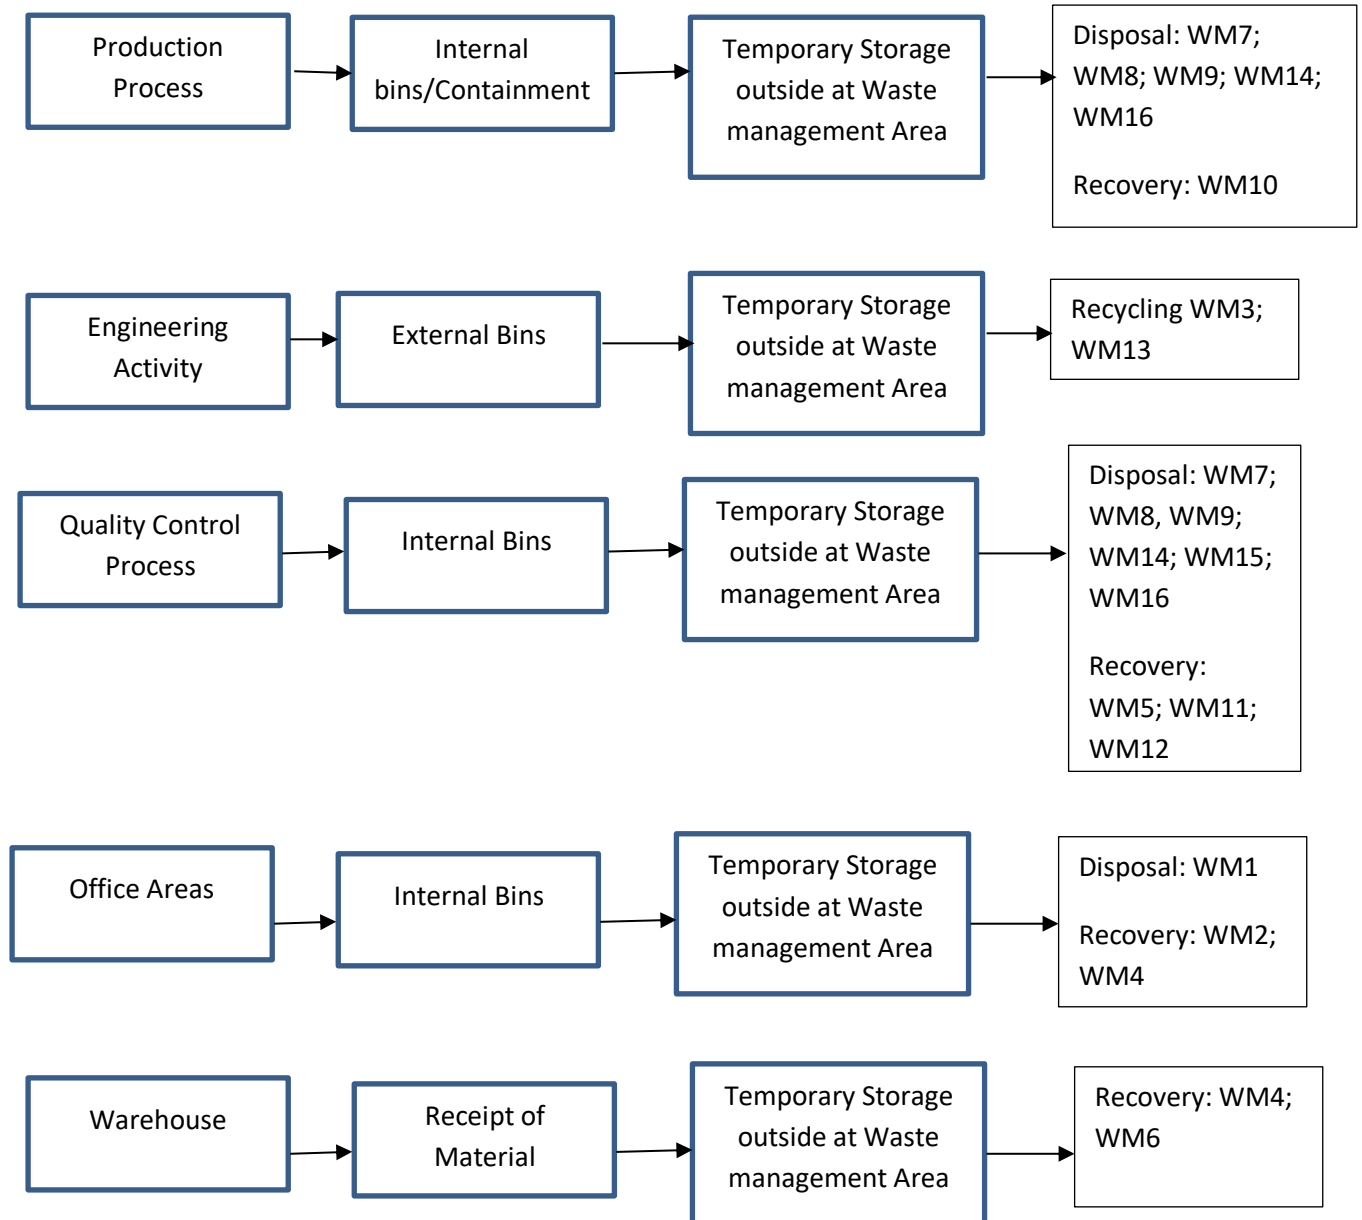 Production
Process
Internal
bins/Containment
Temporary Storage
outside at Waste
management Area
Disposal: WM7;
WM8; WM9; WM14;
WM16
Recovery: WM10
Engineering
Activity
External Bins
Temporary Storage
outside at Waste
management Area
Recycling WM3;
WM13
Quality Control
Process
Internal Bins
Temporary Storage
outside at Waste
management Area
Disposal: WM7;
WM8, WM9;
WM14; WM15;
WM16
Recovery:
WM5; WM11;
WM12
Office Areas
Internal Bins
Temporary Storage
outside at Waste
management Area
Disposal: WM1
Recovery: WM2;
WM4
Warehouse
Receipt of
Material
Temporary Storage
outside at Waste
management Area
Recovery: WM4;
WM6